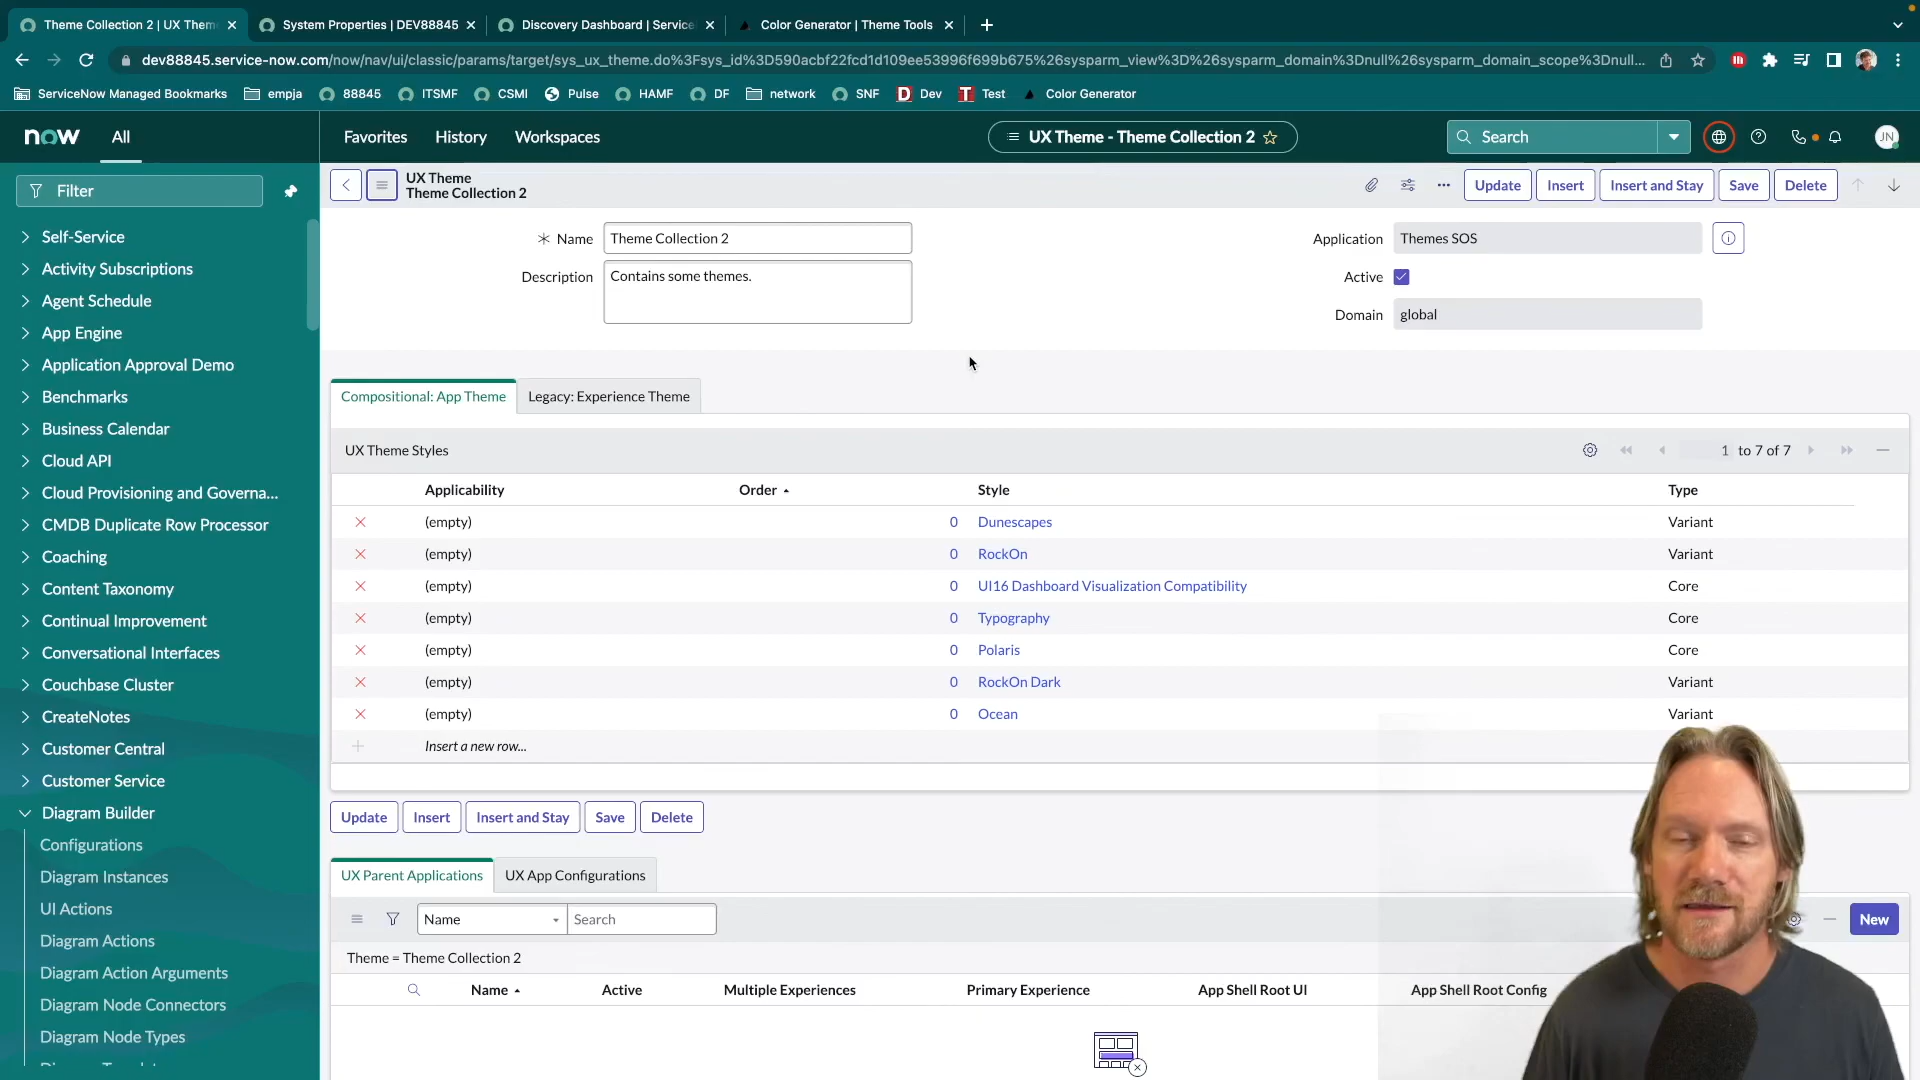 Theme Collection 2 | UX Them
System Properties | DEV88845
Discovery Dashboard | Service
Color Generator | Theme Tools
dev88845.service-now.com/now/nav/ui/classic/params/target/sys_ux_theme.do%3Fsys_id%3D590acbf22fcd1d109ee53996f699b675%26sysparm_view%3D%26sysparm_domain%3Dnull%26sysparm_domain_scope%3Dnull...
ServiceNow Managed Bookmarks
empja
88845
ITSMF
CSMI
Pulse
HAMF
DF
network
SNF
D Dev
T Test
Color Generator
now
All
Favorites
History
Workspaces
UX Theme - Theme Collection 2
Search
JN
Filter
UX Theme
Theme Collection 2
Update
Insert
Insert and Stay
Save
Delete
Self-Service
Activity Subscriptions
Agent Schedule
App Engine
Application Approval Demo
Benchmarks
Business Calendar
Cloud API
Cloud Provisioning and Governa...
CMDB Duplicate Row Processor
Coaching
Content Taxonomy
Continual Improvement
Conversational Interfaces
Couchbase Cluster
CreateNotes
Customer Central
Customer Service
Diagram Builder
Configurations
Diagram Instances
UI Actions
Diagram Actions
Diagram Action Arguments
Diagram Node Connectors
Diagram Node Types
Name Theme Collection 2
Description Contains some themes.
Application Themes SOS
Active
Domain global
Compositional: App Theme
Legacy: Experience Theme
UX Theme Styles
1 to 7 of 7
Applicability Order Style Type
(empty) 0 Dunescapes Variant
(empty) 0 RockOn Variant
(empty) 0 UI16 Dashboard Visualization Compatibility Core
(empty) 0 Typography Core
(empty) 0 Polaris Core
(empty) 0 RockOn Dark Variant
(empty) 0 Ocean Variant
Insert a new row...
Update
Insert
Insert and Stay
Save
Delete
UX Parent Applications
UX App Configurations
Name
Search
New
Theme = Theme Collection 2
Name Active Multiple Experiences Primary Experience App Shell Root UI App Shell Root Config